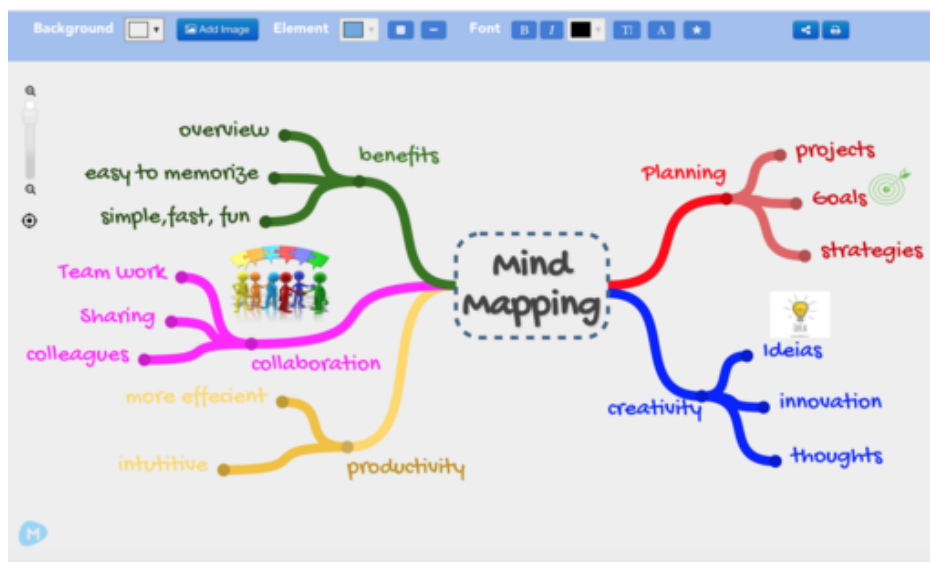 Background
Add Image
Element
Font
B
I
T!
A
overview
easy to memorize
simple,fast, fun
benefits
Team work
Sharing
colleagues
collaboration
more effecient
intutitive
productivity
Mind
Mapping
Planning
projects
Goals
strategies
creativity
Ideias
innovation
thoughts
M